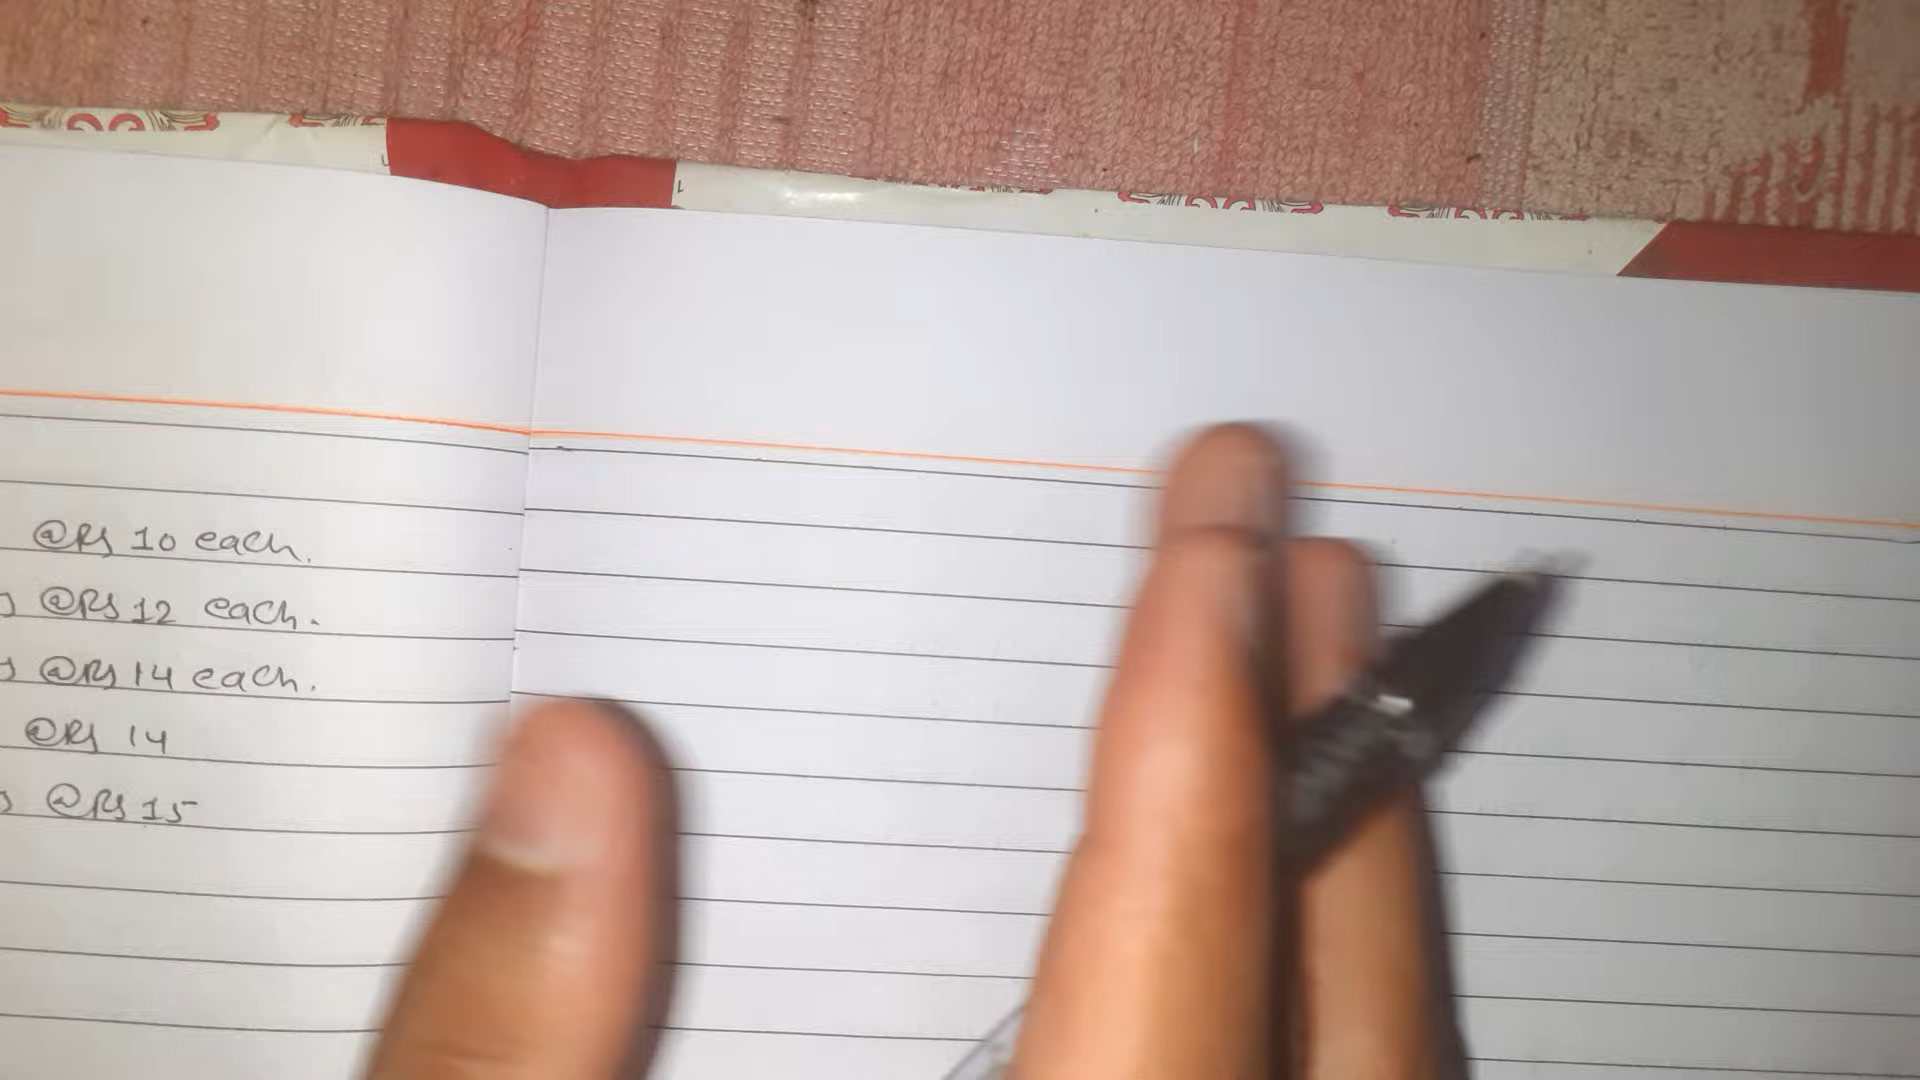 @Rs 10 each.
@Rs 12 each.
@Rs 14 each.
@Rs 14
@Rs 15